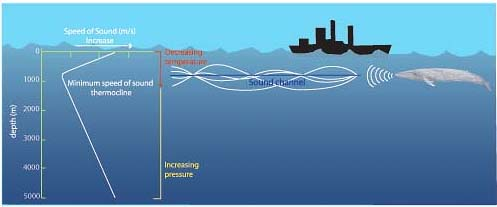 Speed of Sound (m/s)
Increase
Decreasing
temperature
0
1000
2000
3000
4000
5000
depth (m)
Minimum speed of sound
thermocline
Sound channel
Increasing
pressure